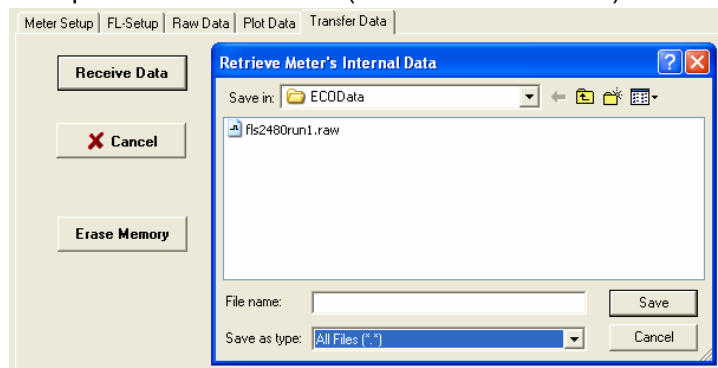 Meter Setup FL-Setup Raw Data Plot Data Transfer Data
Receive Data
Cancel
Erase Memory
Retrieve Meter's Internal Data
Save in: ECOData
fls2480run1.raw
File name: Save
Save as type: All Files (*.*) Cancel